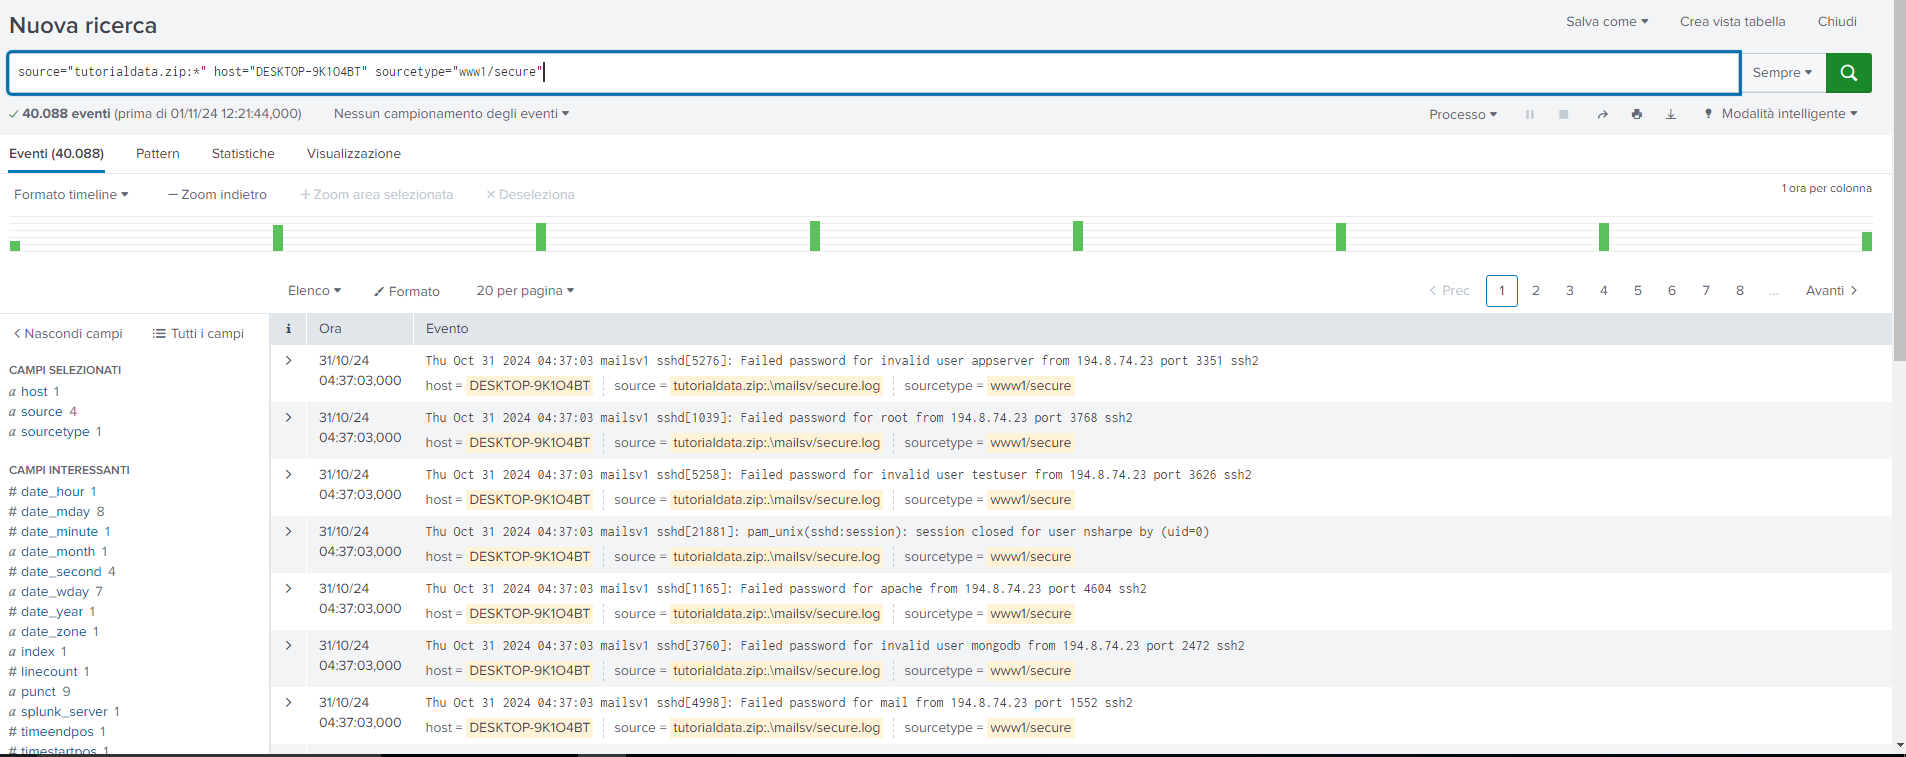 Nuova ricerca
Salva come
Crea vista tabella
Chiudi
source="tutorialdata.zip:*" host="DESKTOP-9K1O4BT" sourcetype="www1/secure"
Sempre
40.088 eventi (prima di 01/11/24 12:21:44,000)
Nessun campionamento degli eventi
Processo
Modalità intelligente
Eventi (40.088)
Pattern
Statistiche
Visualizzazione
Formato timeline
— Zoom indietro
+ Zoom area selezionata
× Deseleziona
1 ora per colonna
Elenco
Formato
20 per pagina
< Prec
1
2
3
4
5
6
7
8
...
Avanti >
< Nascondi campi
Tutti i campi
CAMPI SELEZIONATI
a host 1
a source 4
a sourcetype 1
CAMPI INTERESSANTI
# date_hour 1
# date_mday 8
# date_minute 1
a date_month 1
# date_second 4
a date_wday 7
# date_year 1
a date_zone 1
a index 1
# linecount 1
a punct 9
a splunk_server 1
# timeendpos 1
# timestartpos 1
i
Ora
Evento
> 31/10/24
04:37:03,000
Thu Oct 31 2024 04:37:03 mailsv1 sshd[5276]: Failed password for invalid user appserver from 194.8.74.23 port 3351 ssh2
host = DESKTOP-9K1O4BT source = tutorialdata.zip:.\mailsv/secure.log sourcetype = www1/secure
> 31/10/24
04:37:03,000
Thu Oct 31 2024 04:37:03 mailsv1 sshd[1039]: Failed password for root from 194.8.74.23 port 3768 ssh2
host = DESKTOP-9K1O4BT source = tutorialdata.zip:.\mailsv/secure.log sourcetype = www1/secure
> 31/10/24
04:37:03,000
Thu Oct 31 2024 04:37:03 mailsv1 sshd[5258]: Failed password for invalid user testuser from 194.8.74.23 port 3626 ssh2
host = DESKTOP-9K1O4BT source = tutorialdata.zip:.\mailsv/secure.log sourcetype = www1/secure
> 31/10/24
04:37:03,000
Thu Oct 31 2024 04:37:03 mailsv1 sshd[21881]: pam_unix(sshd:session): session closed for user nsharpe by (uid=0)
host = DESKTOP-9K1O4BT source = tutorialdata.zip:.\mailsv/secure.log sourcetype = www1/secure
> 31/10/24
04:37:03,000
Thu Oct 31 2024 04:37:03 mailsv1 sshd[1165]: Failed password for apache from 194.8.74.23 port 4604 ssh2
host = DESKTOP-9K1O4BT source = tutorialdata.zip:.\mailsv/secure.log sourcetype = www1/secure
> 31/10/24
04:37:03,000
Thu Oct 31 2024 04:37:03 mailsv1 sshd[3760]: Failed password for invalid user mongodb from 194.8.74.23 port 2472 ssh2
host = DESKTOP-9K1O4BT source = tutorialdata.zip:.\mailsv/secure.log sourcetype = www1/secure
> 31/10/24
04:37:03,000
Thu Oct 31 2024 04:37:03 mailsv1 sshd[4998]: Failed password for mail from 194.8.74.23 port 1552 ssh2
host = DESKTOP-9K1O4BT source = tutorialdata.zip:.\mailsv/secure.log sourcetype = www1/secure